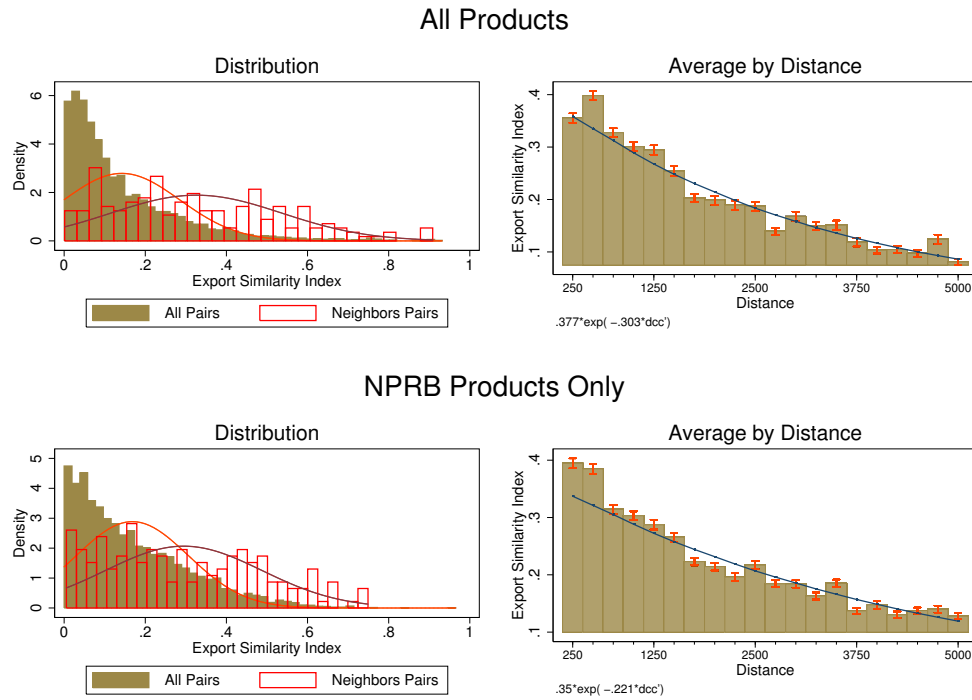 All Products
Distribution
Density
0 2 4 6
0 .2 .4 .6 .8 1
Export Similarity Index
All Pairs Neighbors Pairs
Average by Distance
Export Similarity Index
.1 .2 .3 .4
250 1250 2500 3750 5000
Distance
.377*exp( −.303*dcc')
NPRB Products Only
Distribution
Density
0 1 2 3 4 5
0 .2 .4 .6 .8 1
Export Similarity Index
All Pairs Neighbors Pairs
Average by Distance
Export Similarity Index
.1 .2 .3 .4
250 1250 2500 3750 5000
Distance
.35*exp( −.221*dcc')